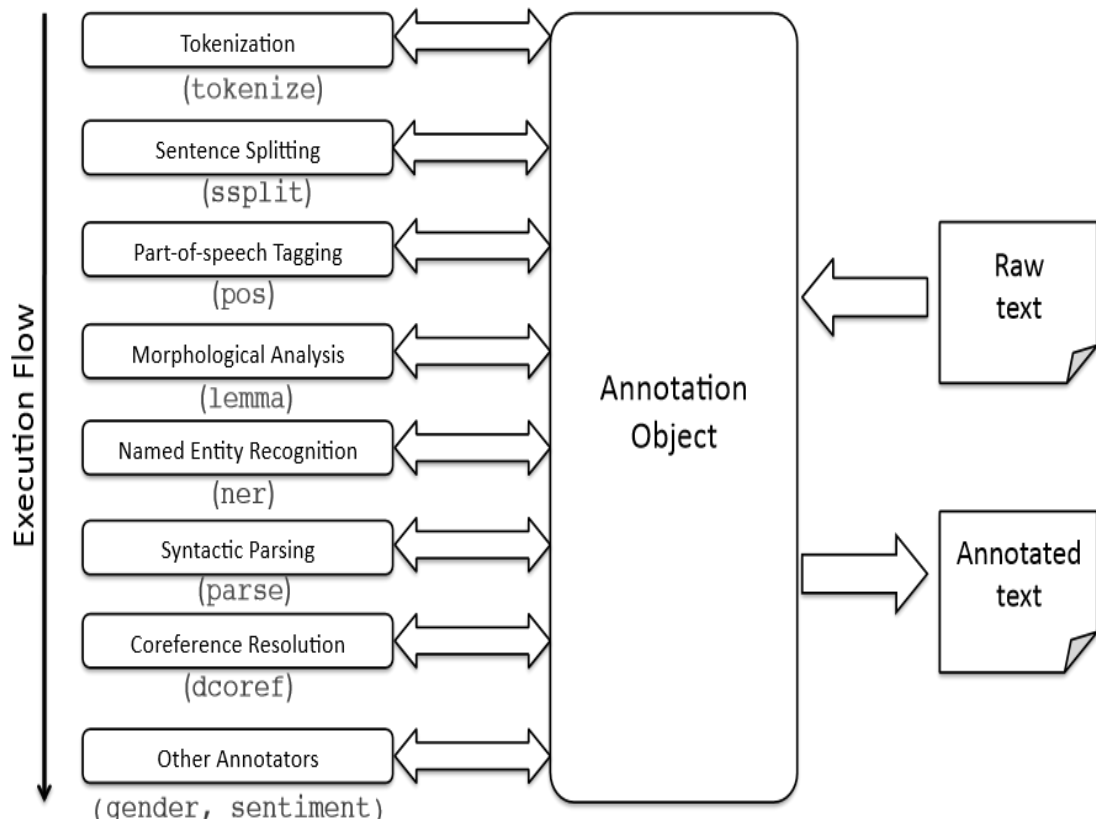 Execution Flow
Tokenization
(tokenize)
Sentence Splitting
(ssplit)
Part-of-speech Tagging
(pos)
Morphological Analysis
(lemma)
Named Entity Recognition
(ner)
Syntactic Parsing
(parse)
Coreference Resolution
(dcoref)
Other Annotators
(gender, sentiment)
Annotation
Object
Raw
text
Annotated
text